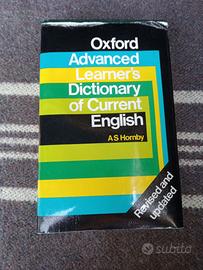 Oxford
Advanced
Learner's
Dictionary
of Current
English
A S Hornby
Revised and
updated
subito